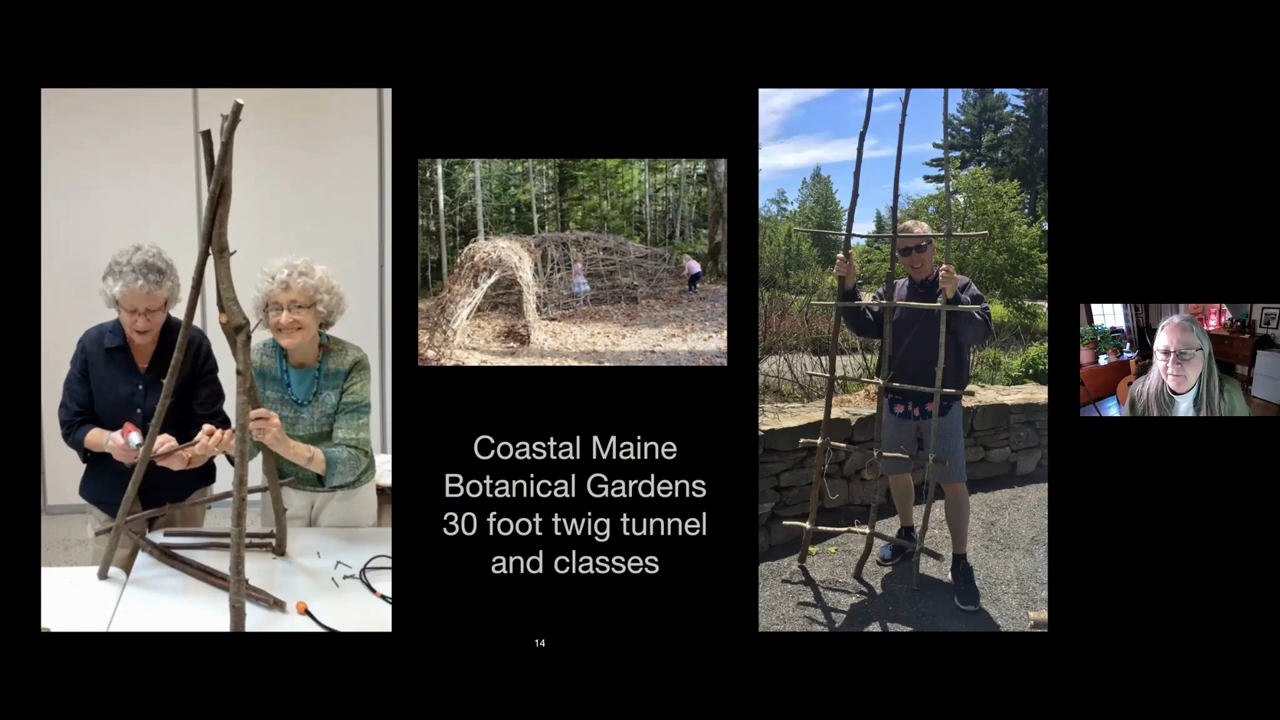 Coastal Maine
Botanical Gardens
30 foot twig tunnel
and classes
14